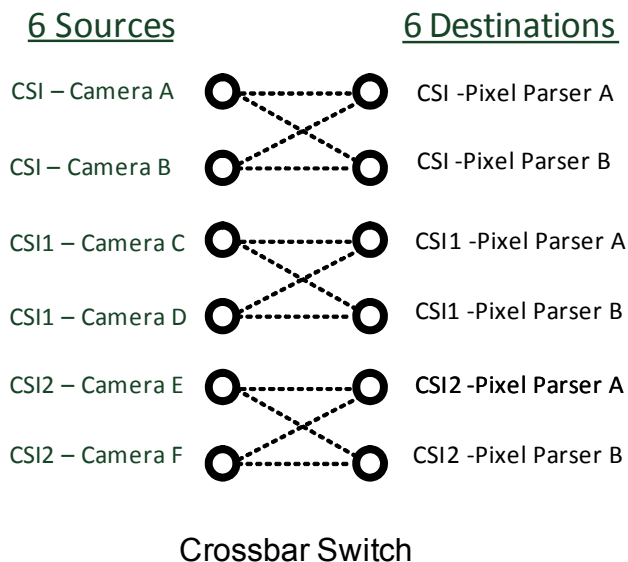 6 Sources
6 Destinations
CSI – Camera A
CSI -Pixel Parser A
CSI – Camera B
CSI -Pixel Parser B
CSI1 – Camera C
CSI1 -Pixel Parser A
CSI1 – Camera D
CSI1 -Pixel Parser B
CSI2 – Camera E
CSI2 -Pixel Parser A
CSI2 – Camera F
CSI2 -Pixel Parser B
Crossbar Switch